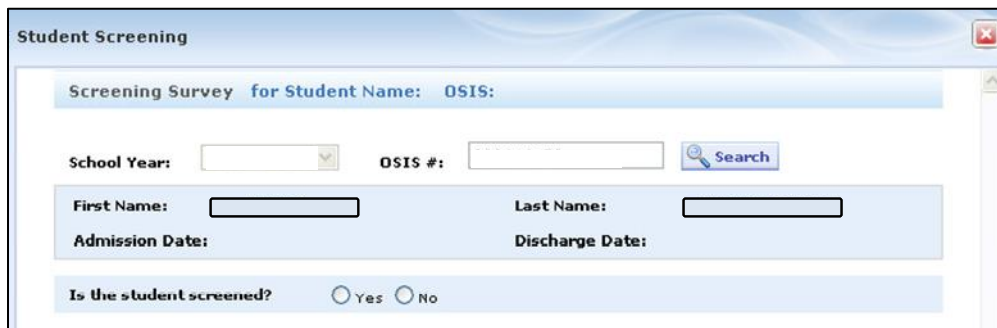 Student Screening
Screening Survey for Student Name: OSIS:
School Year: OSIS #: Search
First Name: Last Name:
Admission Date: Discharge Date:
Is the student screened? Yes No